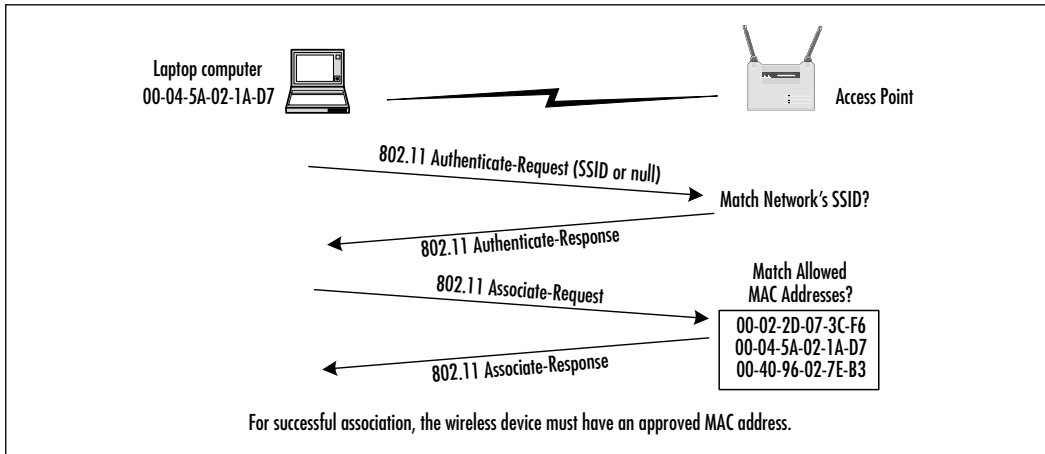 Laptop computer
00-04-5A-02-1A-D7
Access Point
802.11 Authenticate-Request (SSID or null)
Match Network's SSID?
802.11 Authenticate-Response
802.11 Associate-Request
Match Allowed
MAC Addresses?
00-02-2D-07-3C-F6
00-04-5A-02-1A-D7
00-40-96-02-7E-B3
802.11 Associate-Response
For successful association, the wireless device must have an approved MAC address.